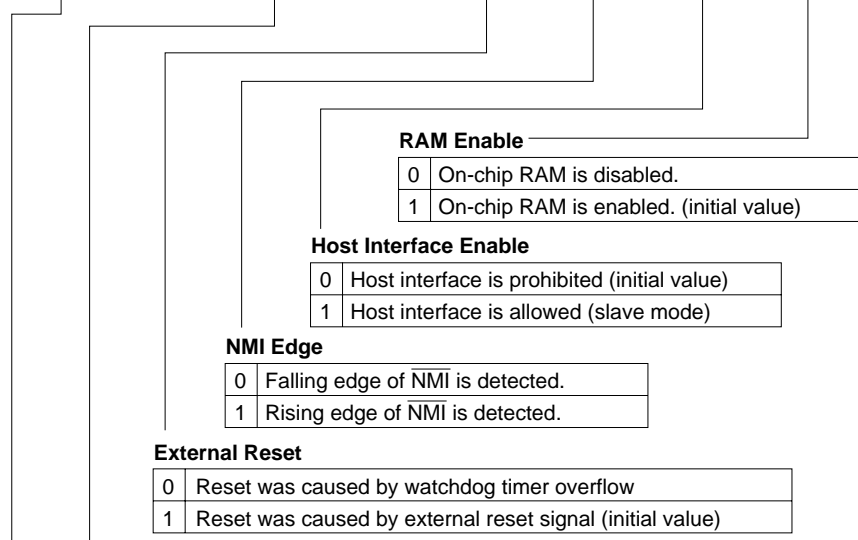 RAM Enable
0 On-chip RAM is disabled.
1 On-chip RAM is enabled. (initial value)
Host Interface Enable
0 Host interface is prohibited (initial value)
1 Host interface is allowed (slave mode)
NMI Edge
0 Falling edge of N̅M̅I̅ is detected.
1 Rising edge of N̅M̅I̅ is detected.
External Reset
0 Reset was caused by watchdog timer overflow
1 Reset was caused by external reset signal (initial value)